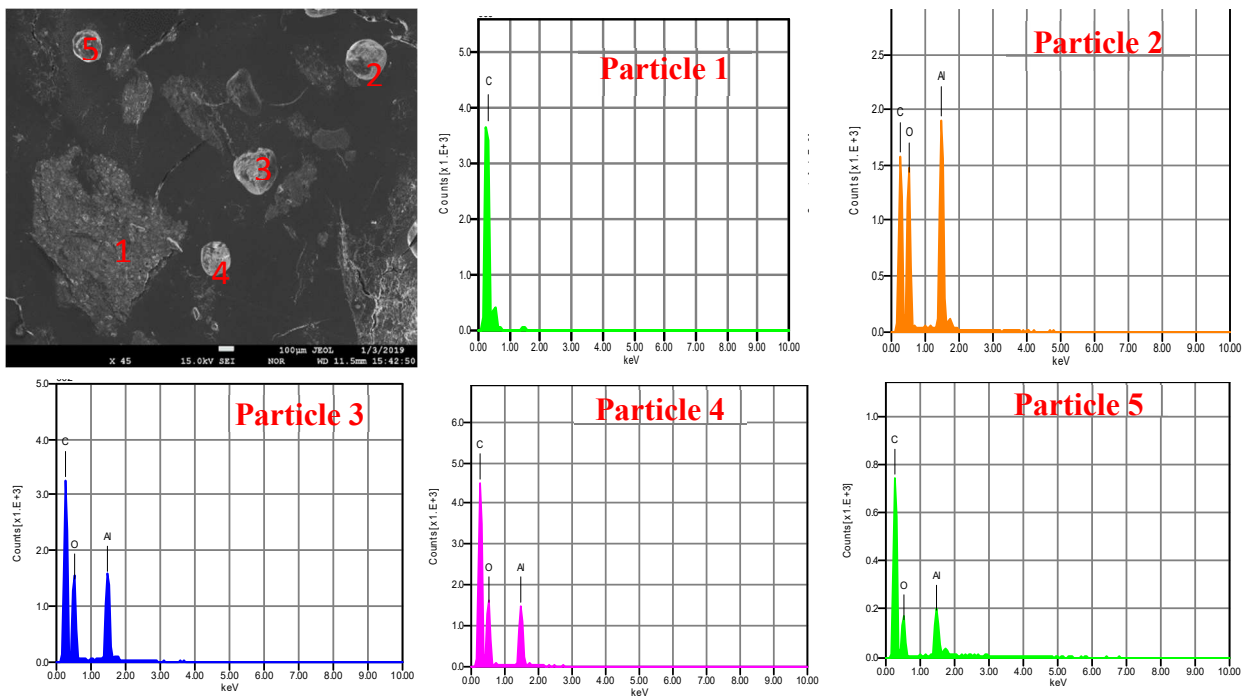 5
2
3
1
4
100µm JEOL 1/3/2019
X 45 15.0kV SEI NOR WD 11.5mm 15:42:50
Particle 1
C
Counts[x1.E+3]
5.0
4.0
3.0
2.0
1.0
0.0
0.00 1.00 2.00 3.00 4.00 5.00 6.00 7.00 8.00 9.00 10.00
keV
Particle 2
C O Al
Counts[x1.E+3]
2.5
2.0
1.5
1.0
0.5
0.0
0.00 1.00 2.00 3.00 4.00 5.00 6.00 7.00 8.00 9.00 10.00
keV
Particle 3
C O Al
Counts[x1.E+3]
5.0
4.0
3.0
2.0
1.0
0.0
0.00 1.00 2.00 3.00 4.00 5.00 6.00 7.00 8.00 9.00 10.00
keV
Particle 4
C O Al
Counts[x1.E+3]
6.0
5.0
4.0
3.0
2.0
1.0
0.0
0.00 1.00 2.00 3.00 4.00 5.00 6.00 7.00 8.00 9.00 10.00
keV
Particle 5
C O Al
Counts[x1.E+3]
1.0
0.8
0.6
0.4
0.2
0.0
0.00 1.00 2.00 3.00 4.00 5.00 6.00 7.00 8.00 9.00 10.00
keV